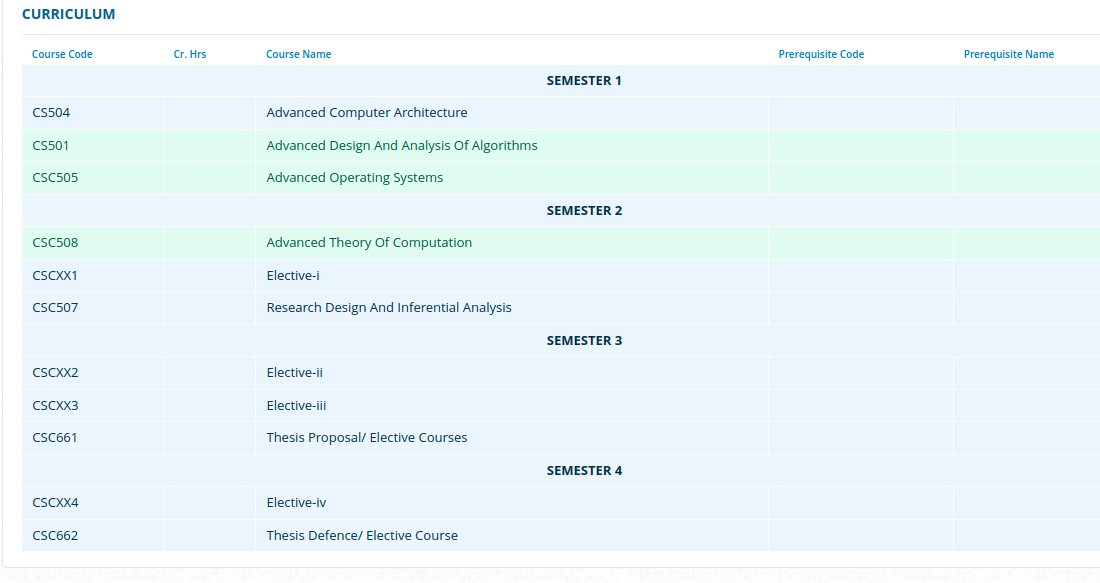 CURRICULUM
Course Code Cr. Hrs Course Name Prerequisite Code Prerequisite Name
SEMESTER 1
CS504 Advanced Computer Architecture
CS501 Advanced Design And Analysis Of Algorithms
CSC505 Advanced Operating Systems
SEMESTER 2
CSC508 Advanced Theory Of Computation
CSCXX1 Elective-i
CSC507 Research Design And Inferential Analysis
SEMESTER 3
CSCXX2 Elective-ii
CSCXX3 Elective-iii
CSC661 Thesis Proposal/ Elective Courses
SEMESTER 4
CSCXX4 Elective-iv
CSC662 Thesis Defence/ Elective Course